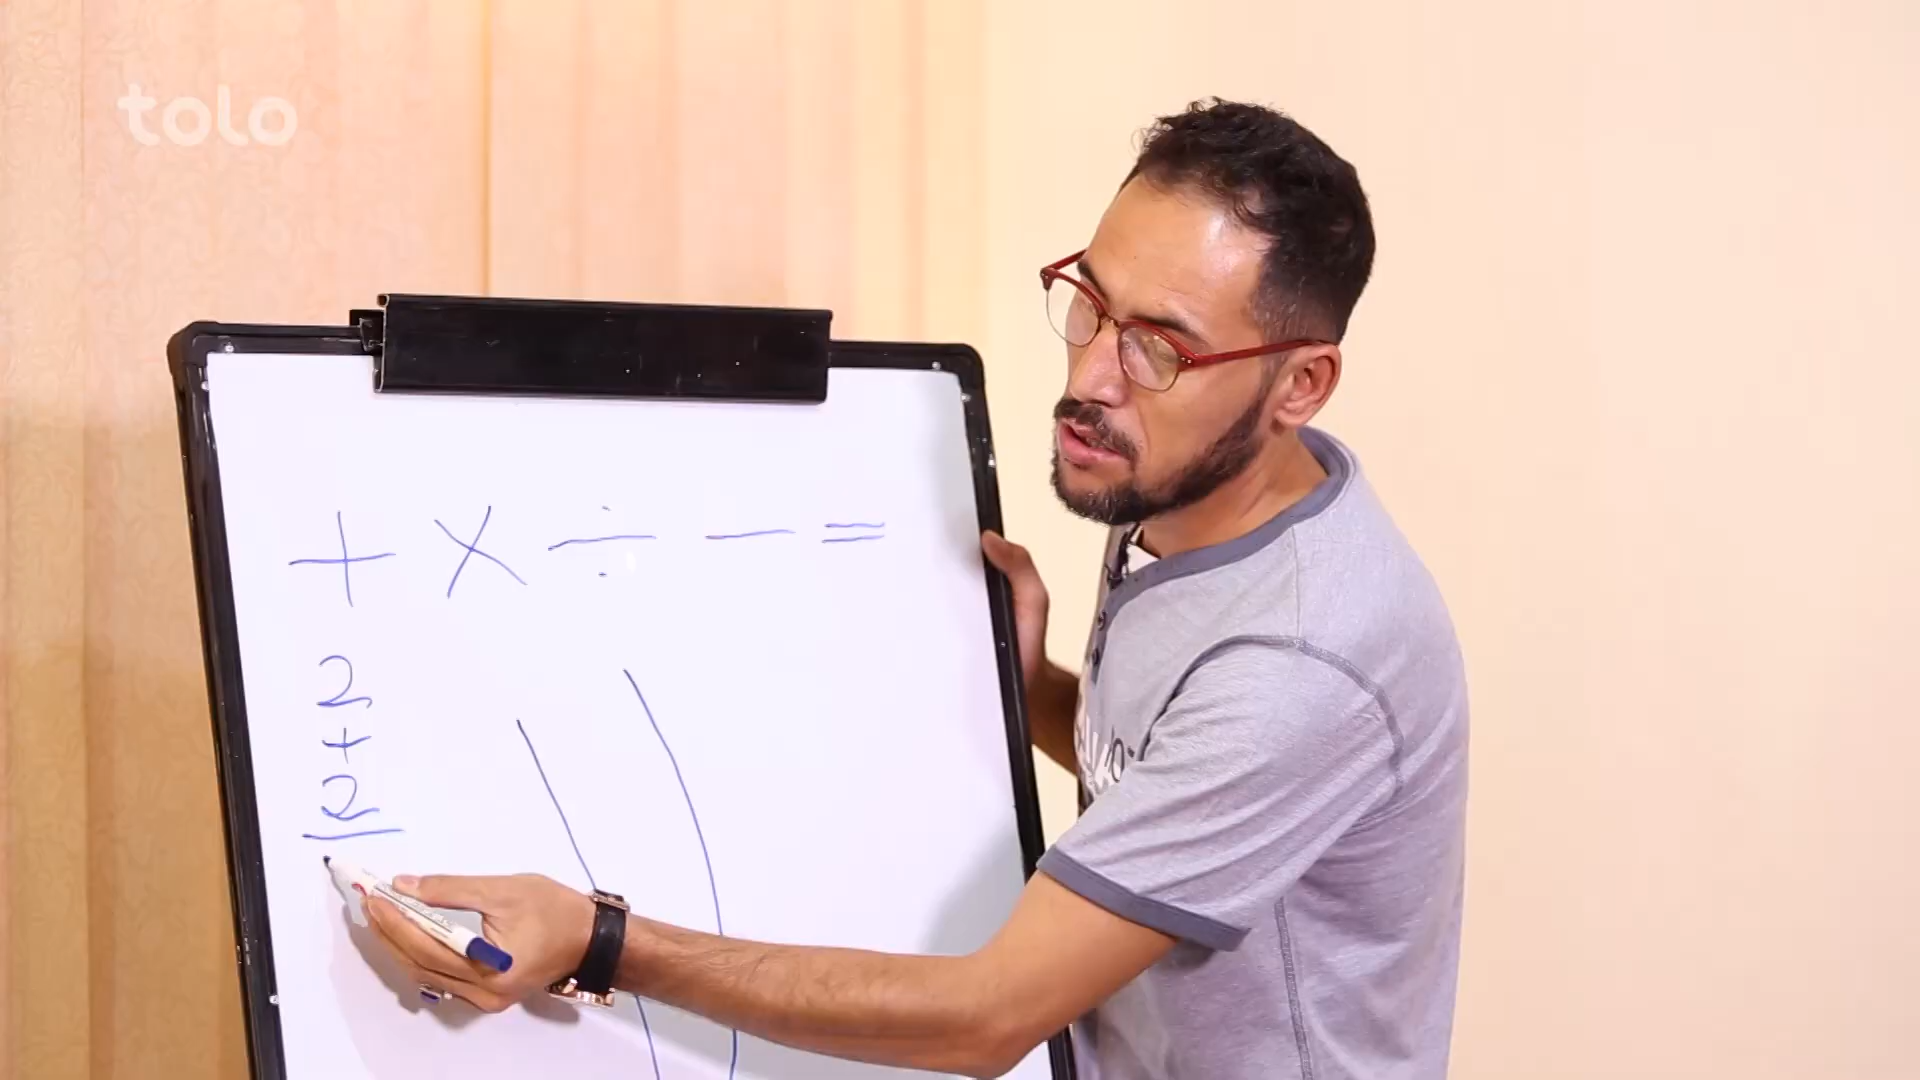 tolo
+ × ÷ − =
2
+
2